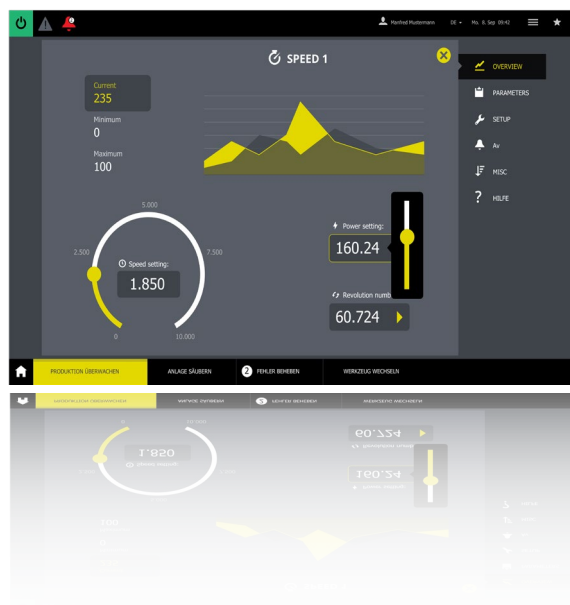 Manfred Mustermann DE Mo. 8. Sep 09:42
SPEED 1
Current
235
Minimum
0
Maximum
100
OVERVIEW
PARAMETERS
SETUP
Av
MISC
HILFE
5.000
2.500
7.500
Speed setting:
1.850
0
10.000
Power setting:
160.24
Revolution numb
60.724
PRODUKTION ÜBERWACHEN
ANLAGE SÄUBERN
2 FEHLER BEHEBEN
WERKZEUG WECHSELN